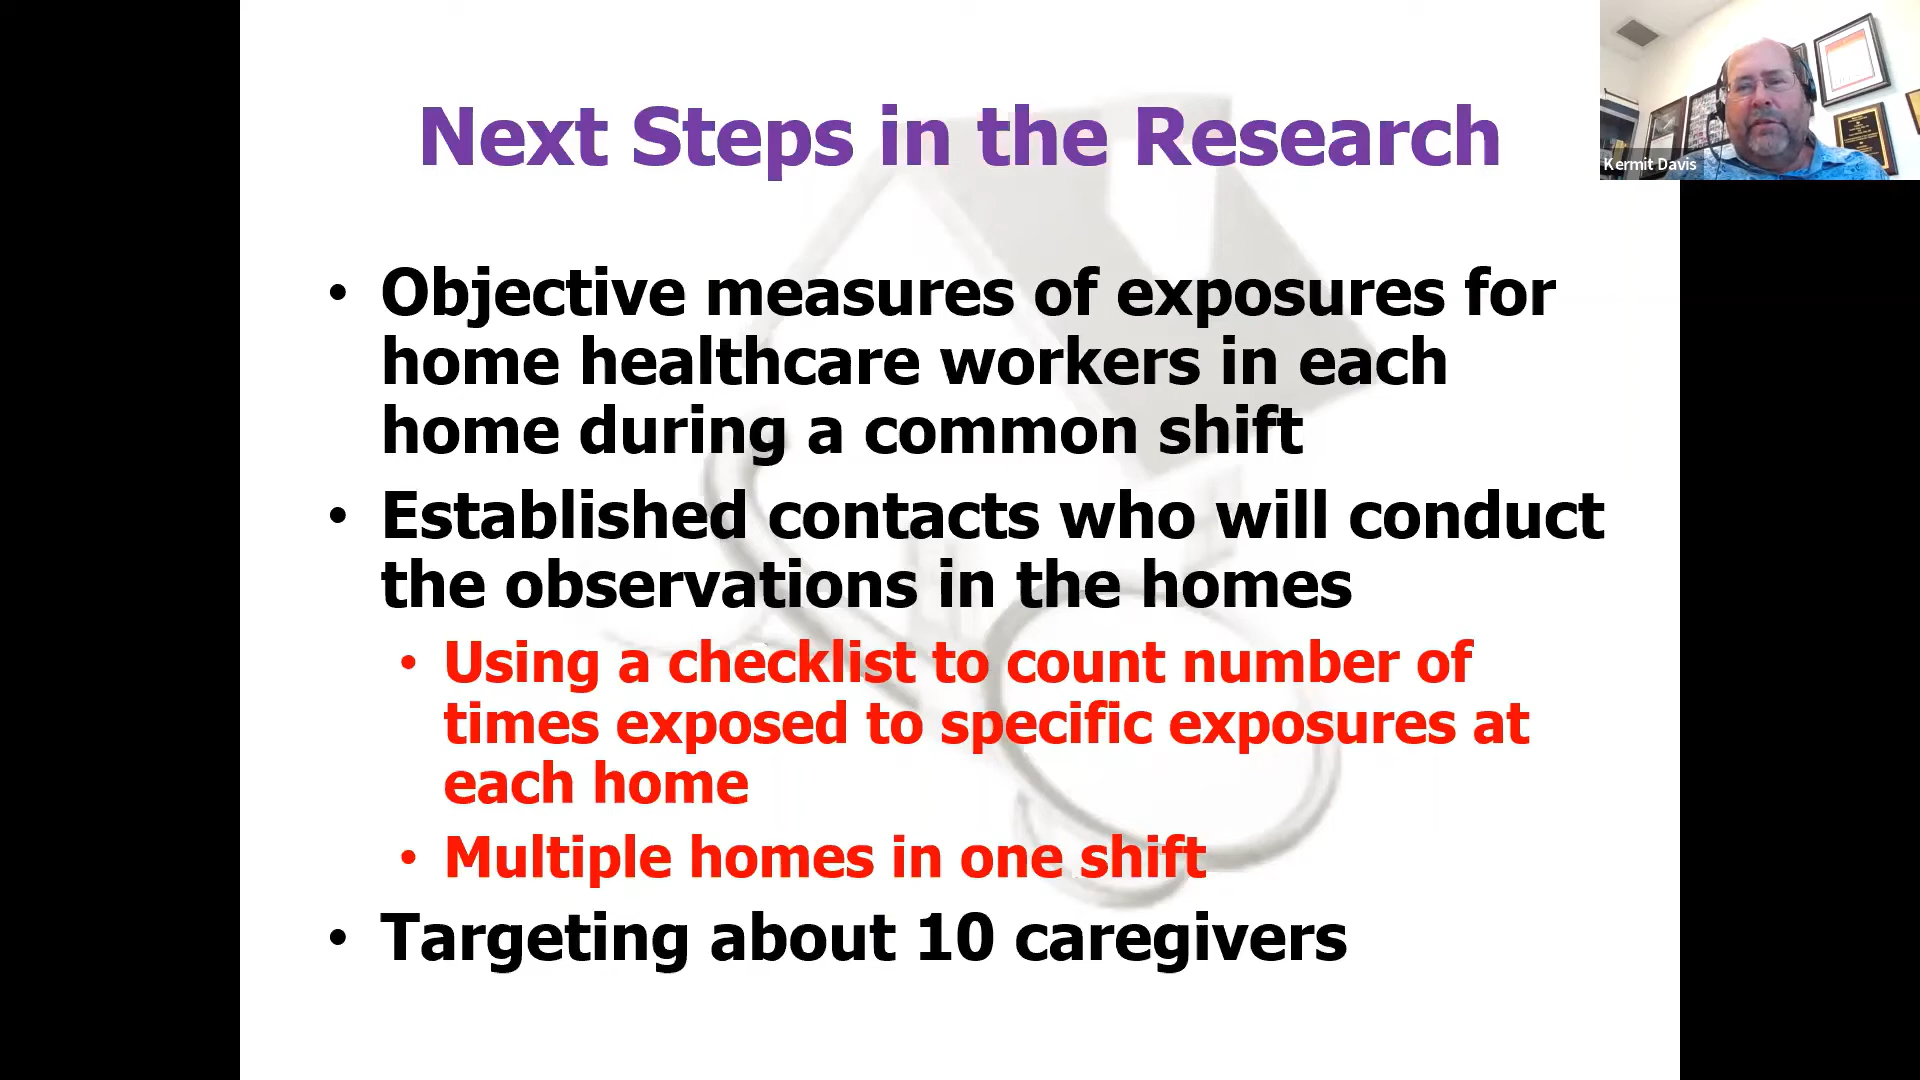 Next Steps in the Research
Kermit Davis
• Objective measures of exposures for
home healthcare workers in each
home during a common shift
• Established contacts who will conduct
the observations in the homes
• Using a checklist to count number of
times exposed to specific exposures at
each home
• Multiple homes in one shift
• Targeting about 10 caregivers